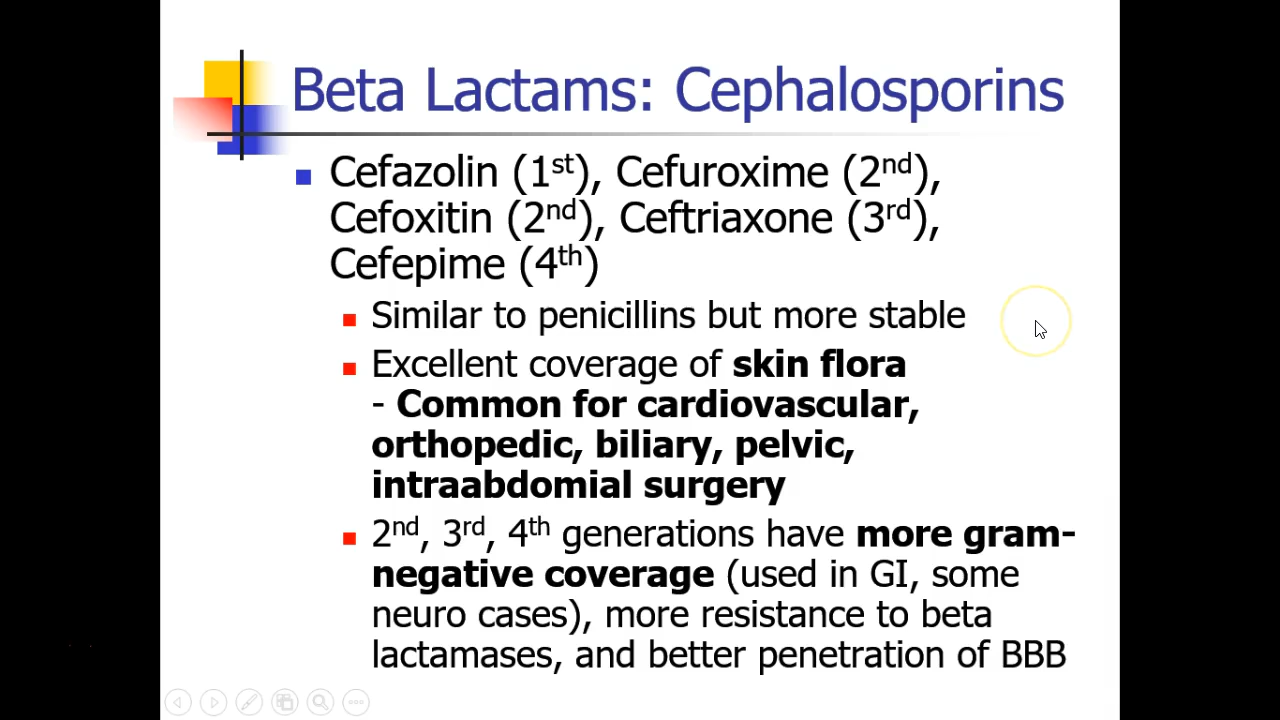 Beta Lactams: Cephalosporins
Cefazolin (1st), Cefuroxime (2nd),
Cefoxitin (2nd), Ceftriaxone (3rd),
Cefepime (4th)
Similar to penicillins but more stable
Excellent coverage of skin flora
- Common for cardiovascular,
orthopedic, biliary, pelvic,
intraabdomial surgery
2nd, 3rd, 4th generations have more gram-
negative coverage (used in GI, some
neuro cases), more resistance to beta
lactamases, and better penetration of BBB